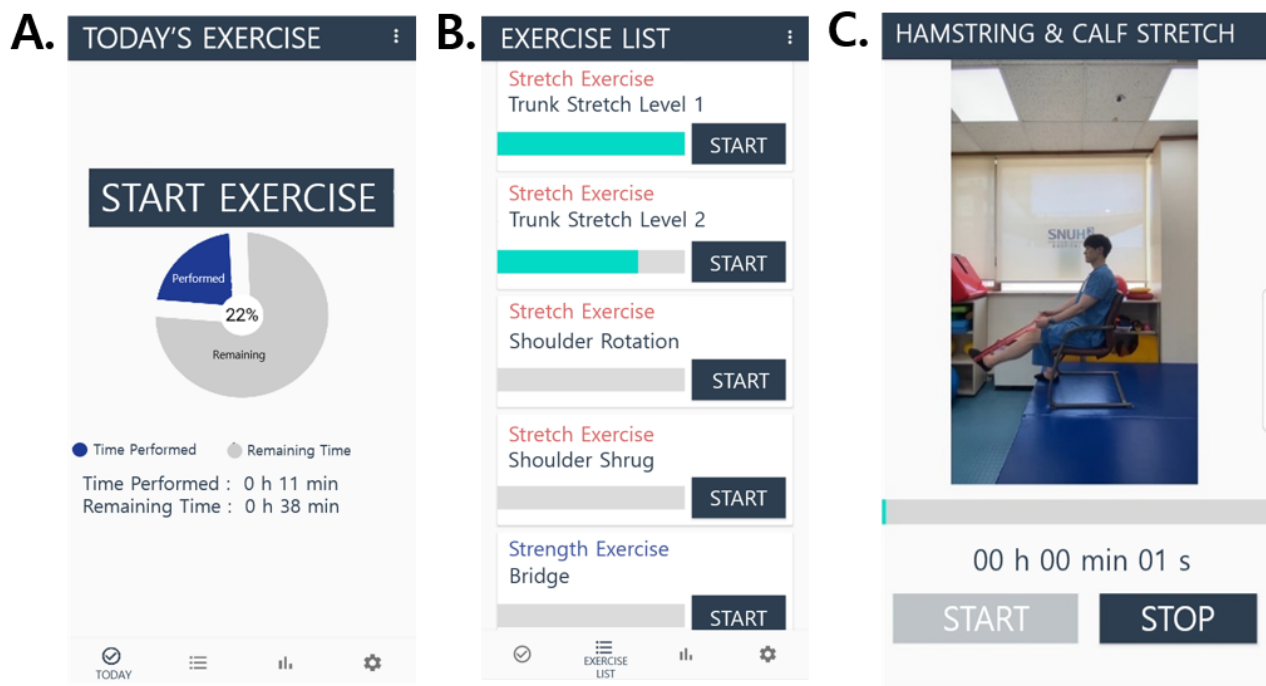 A.
TODAY'S EXERCISE
START EXERCISE
Performed
22%
Remaining
Time Performed
Remaining Time
Time Performed : 0 h 11 min
Remaining Time : 0 h 38 min
TODAY
B.
EXERCISE LIST
Stretch Exercise
Trunk Stretch Level 1
START
Stretch Exercise
Trunk Stretch Level 2
START
Stretch Exercise
Shoulder Rotation
START
Stretch Exercise
Shoulder Shrug
START
Strength Exercise
Bridge
START
EXERCISE
LIST
C.
HAMSTRING & CALF STRETCH
SNUH
00 h 00 min 01 s
START
STOP